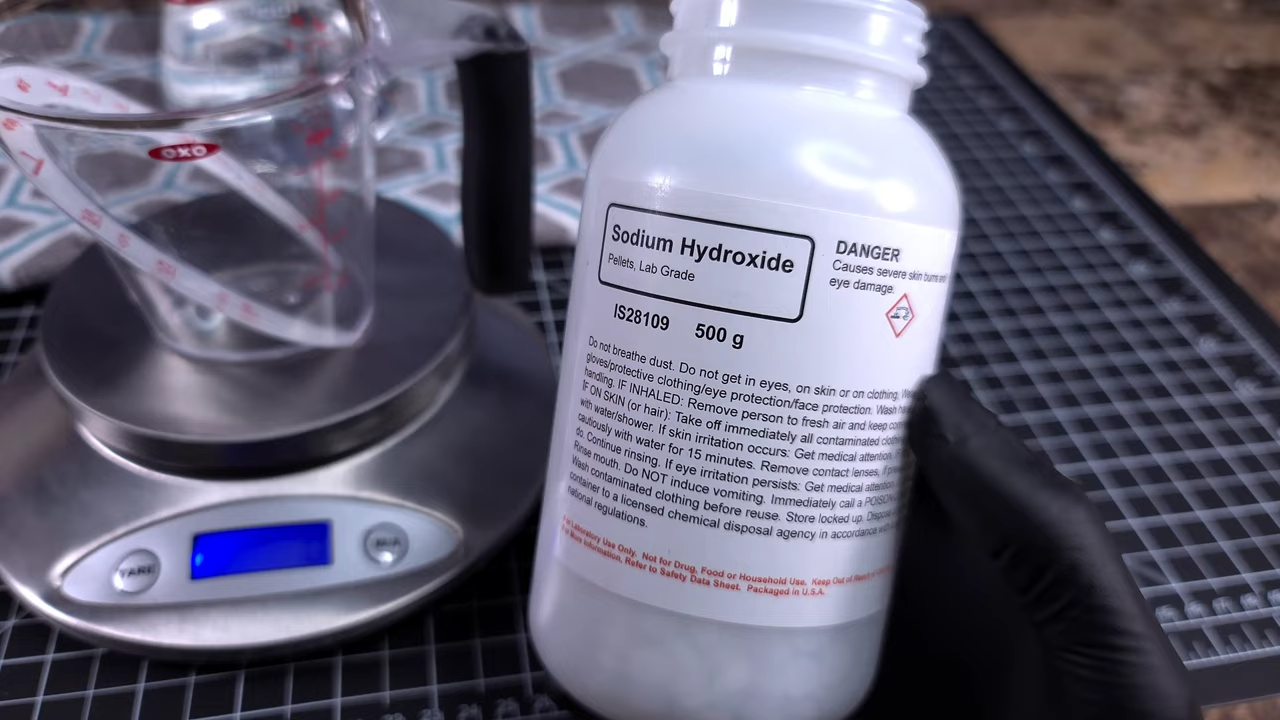 OXO
Sodium Hydroxide
Pellets, Lab Grade
DANGER
Causes severe skin burns and
eye damage.
IS28109 500 g
Do not breathe dust. Do not get in eyes, on skin or on clothing.
gloves/protective clothing/eye protection/face protection. Wash
handling. IF INHALED: Remove person to fresh air and keep
IF ON SKIN (or hair): Take off immediately all contaminated
with water/shower. If skin irritation occurs: Get medical attention.
cautiously with water for 15 minutes. Remove contact lenses, if
do. Continue rinsing. If eye irritation persists: Get medical attention.
Rinse mouth. Do NOT induce vomiting. Immediately call a POISON
Wash contaminated clothing before reuse. Store locked up.
container to a licensed chemical disposal agency in accordance
national regulations.
For Laboratory Use Only. Not for Drug, Food or Household Use. Keep Out of
For More Information, Refer to Safety Data Sheet. Packaged in U.S.A.
TARE